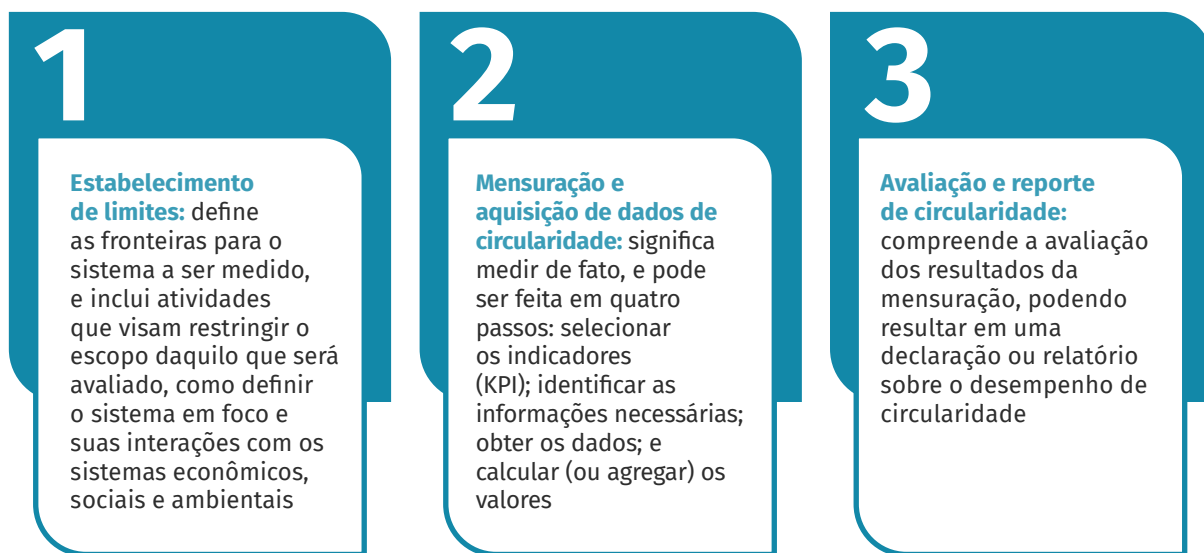 1
Estabelecimento
de limites: define
as fronteiras para o
sistema a ser medido,
e inclui atividades
que visam restringir o
escopo daquilo que será
avaliado, como definir
o sistema em foco e
suas interações com os
sistemas econômicos,
sociais e ambientais
2
Mensuração e
aquisição de dados de
circularidade: significa
medir de fato, e pode
ser feita em quatro
passos: selecionar
os indicadores
(KPI); identificar as
informações necessárias;
obter os dados; e
calcular (ou agregar) os
valores
3
Avaliação e reporte
de circularidade:
compreende a avaliação
dos resultados da
mensuração, podendo
resultar em uma
declaração ou relatório
sobre o desempenho de
circularidade